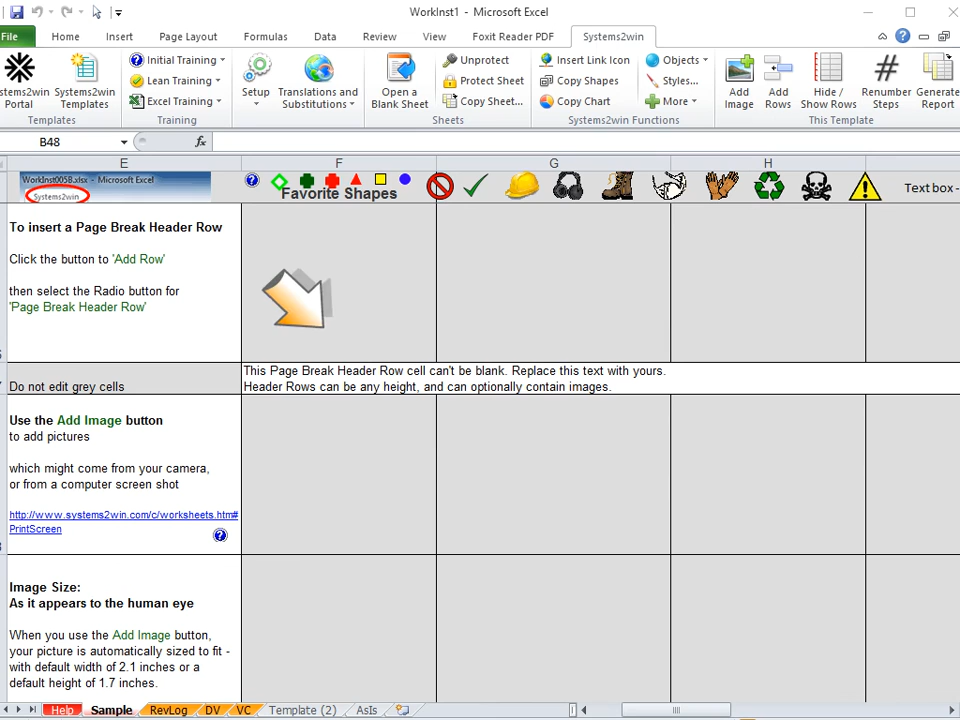 WorkInst1 - Microsoft Excel
File Home Insert Page Layout Formulas Data Review View Foxit Reader PDF Systems2win
stems2win Portal
Systems2win Templates
Templates
Initial Training
Lean Training
Excel Training
Training
Setup
Translations and Substitutions
Open a Blank Sheet
Unprotect
Protect Sheet
Copy Sheet...
Sheets
Insert Link Icon
Copy Shapes
Copy Chart
Objects
Styles...
More
Systems2win Functions
Add Image
Add Rows
Hide / Show Rows
Renumber Steps
Generate Report
This Template
B48
fx
E F G H
WorkInst005B.xlsx - Microsoft Excel
Systems2win
Favorite Shapes
Text box -
To insert a Page Break Header Row
Click the button to 'Add Row'
then select the Radio button for
'Page Break Header Row'
This Page Break Header Row cell can't be blank. Replace this text with yours.
Do not edit grey cells
Header Rows can be any height, and can optionally contain images.
Use the Add Image button
to add pictures
which might come from your camera,
or from a computer screen shot
http://www.systems2win.com/c/worksheets.htm#
PrintScreen
Image Size:
As it appears to the human eye
When you use the Add Image button,
your picture is automatically sized to fit -
with default width of 2.1 inches or a
default height of 1.7 inches.
Help Sample RevLog DV VC Template (2) AsIs